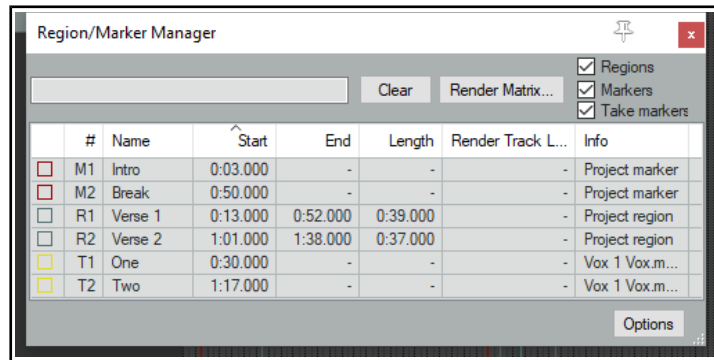 Region/Marker Manager
x
Clear Render Matrix... Regions
Markers
Take markers
# Name Start End Length Render Track L... Info
M1 Intro 0:03.000 - - - Project marker
M2 Break 0:50.000 - - - Project marker
R1 Verse 1 0:13.000 0:52.000 0:39.000 - Project region
R2 Verse 2 1:01.000 1:38.000 0:37.000 - Project region
T1 One 0:30.000 - - - Vox 1 Vox.m...
T2 Two 1:17.000 - - - Vox 1 Vox.m...
Options